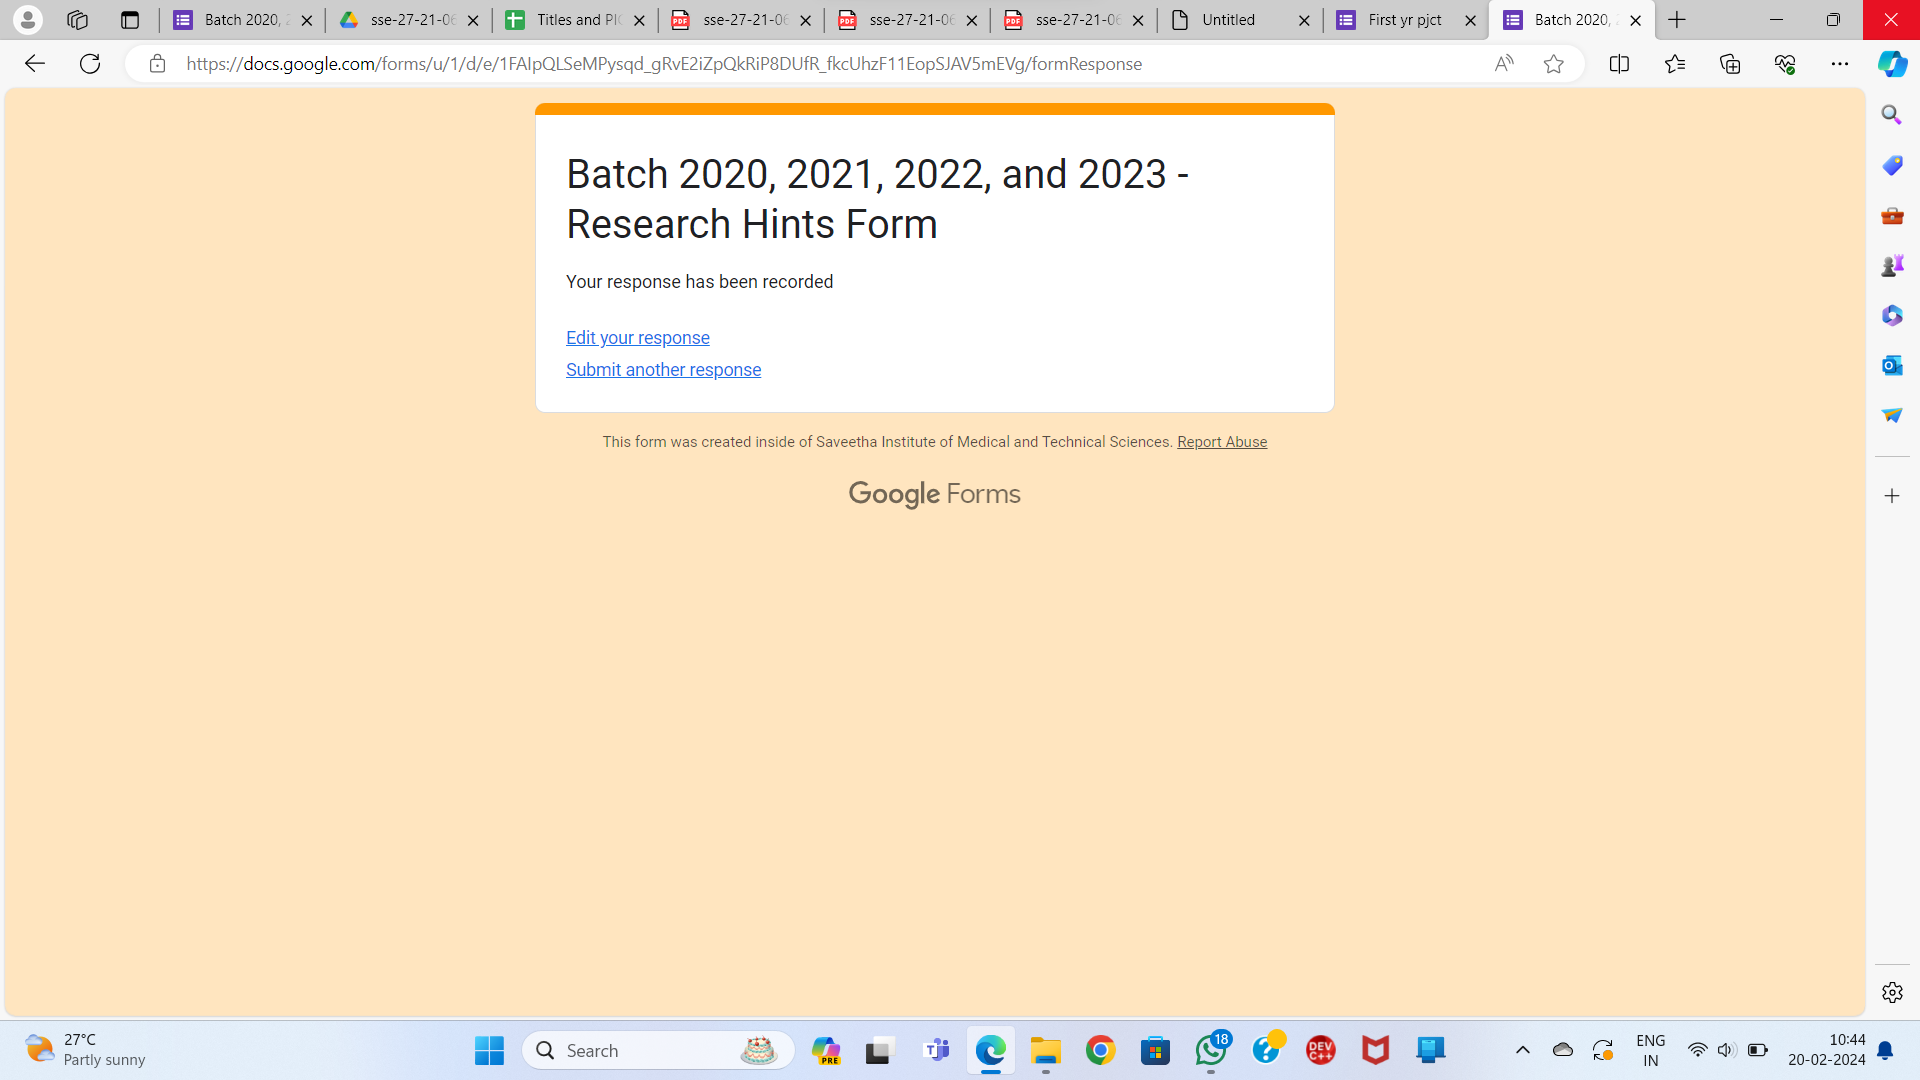 Batch 2020, 2
sse-27-21-06
Titles and PI
sse-27-21-06
sse-27-21-06
sse-27-21-06
Untitled
First yr pjct
Batch 2020,
https://docs.google.com/forms/u/1/d/e/1FAIpQLSeMPysqd_gRvE2iZpQkRiP8DUfR_fkcUhzF11EopSJAV5mEVg/formResponse
Batch 2020, 2021, 2022, and 2023 -
Research Hints Form
Your response has been recorded
Edit your response
Submit another response
This form was created inside of Saveetha Institute of Medical and Technical Sciences. Report Abuse
Google Forms
27°C
Partly sunny
Search
PRE
18
DEV
C++
ENG
IN
10:44
20-02-2024